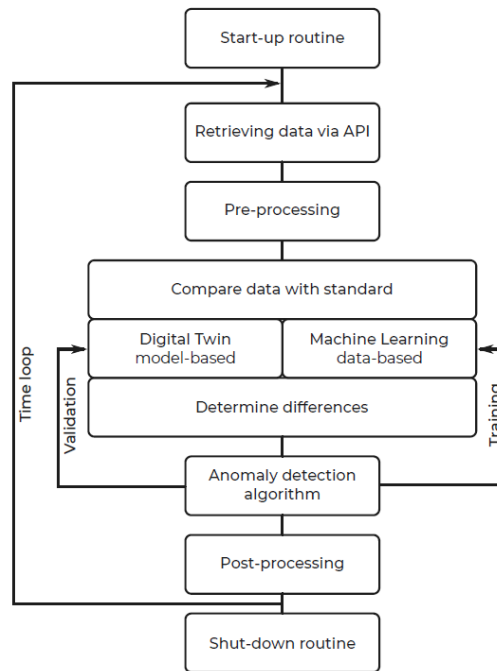 Start-up routine
Retrieving data via API
Pre-processing
Compare data with standard
Digital Twin
model-based
Machine Learning
data-based
Determine differences
Time loop
Validation
Training
Anomaly detection
algorithm
Post-processing
Shut-down routine